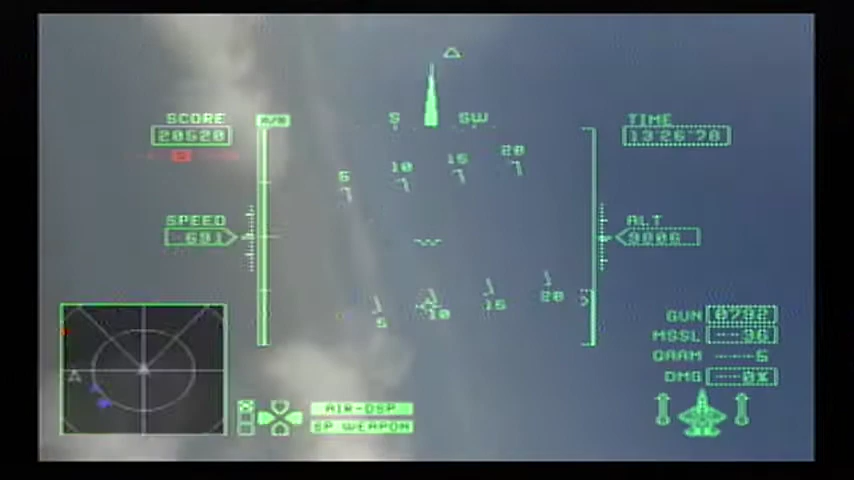 SCORE
20520
A/B
S
SW
TIME
13:26"78
5
10
15
20
SPEED
691
ALT
9806
5
10
15
20
GUN 0792
MSSL 36
QAAM 5
DMG 0%
AIR-DSP
SP WEAPON